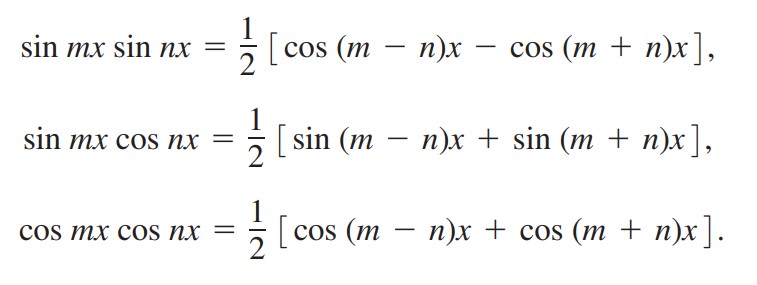 sin mx sin nx = 1/2 [cos (m − n)x − cos (m + n)x],
sin mx cos nx = 1/2 [sin (m − n)x + sin (m + n)x],
cos mx cos nx = 1/2 [cos (m − n)x + cos (m + n)x].